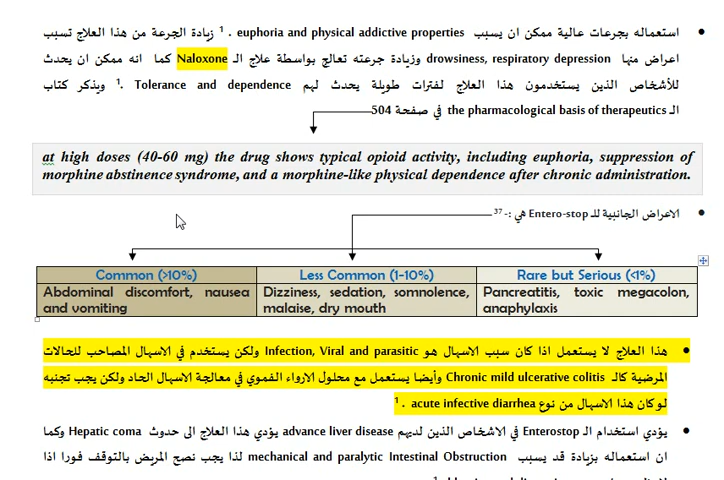 استعماله بجرعات عالية ممكن ان يسبب euphoria and physical addictive properties . 1 زيادة الجرعة من هذا العلاج تسبب
اعراض منها drowsiness, respiratory depression وزيادة جرعته تعالج بواسطة علاج الـ Naloxone كما انه ممكن ان يحدث
للأشخاص الذين يستخدمون هذا العلاج لفترات طويلة يحدث لهم Tolerance and dependence . 1 ويذكر كتاب
الـ the pharmacological basis of therapeutics في صفحة 504
at high doses (40-60 mg) the drug shows typical opioid activity, including euphoria, suppression of
morphine abstinence syndrome, and a morphine-like physical dependence after chronic administration.
الاعراض الجانبية للـ Entero-stop هي :- 37
Common (>10%)
Abdominal discomfort, nausea
and vomiting
Less Common (1-10%)
Dizziness, sedation, somnolence,
malaise, dry mouth
Rare but Serious (<1%)
Pancreatitis, toxic megacolon,
anaphylaxis
هذا العلاج لا يستعمل اذا كان سبب الاسهال هو Infection, Viral and parasitic ولكن يستخدم في الاسهال المصاحب للحالات
المرضية كالـ Chronic mild ulcerative colitis وأيضا يستعمل مع محلول الارواء الفموي في معالجة الاسهال الحاد ولكن يجب تجنبه
لو كان هذا الاسهال من نوع acute infective diarrhea . 1
يؤدي استخدام الـ Enterostop في الاشخاص الذين لديهم advance liver disease يؤدي هذا العلاج الى حدوث Hepatic coma وكما
ان استعماله بزيادة قد يسبب mechanical and paralytic Intestinal Obstruction لذا يجب نصح المريض بالتوقف فورا اذا